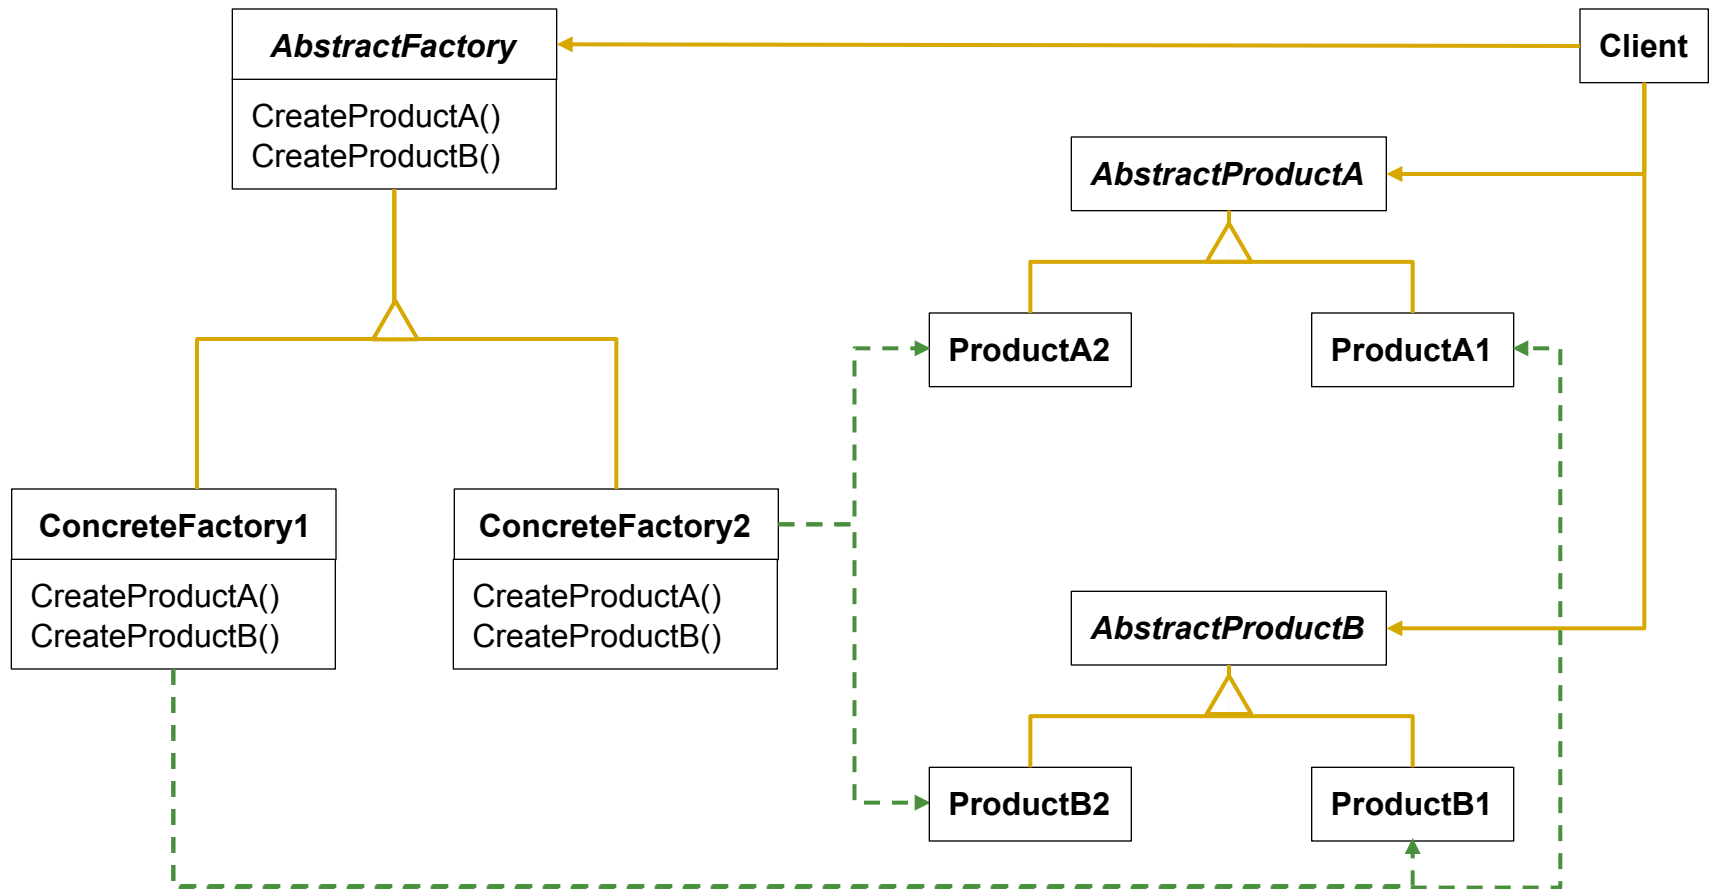 AbstractFactory
CreateProductA()
CreateProductB()
Client
AbstractProductA
ProductA2
ProductA1
ConcreteFactory1
CreateProductA()
CreateProductB()
ConcreteFactory2
CreateProductA()
CreateProductB()
AbstractProductB
ProductB2
ProductB1